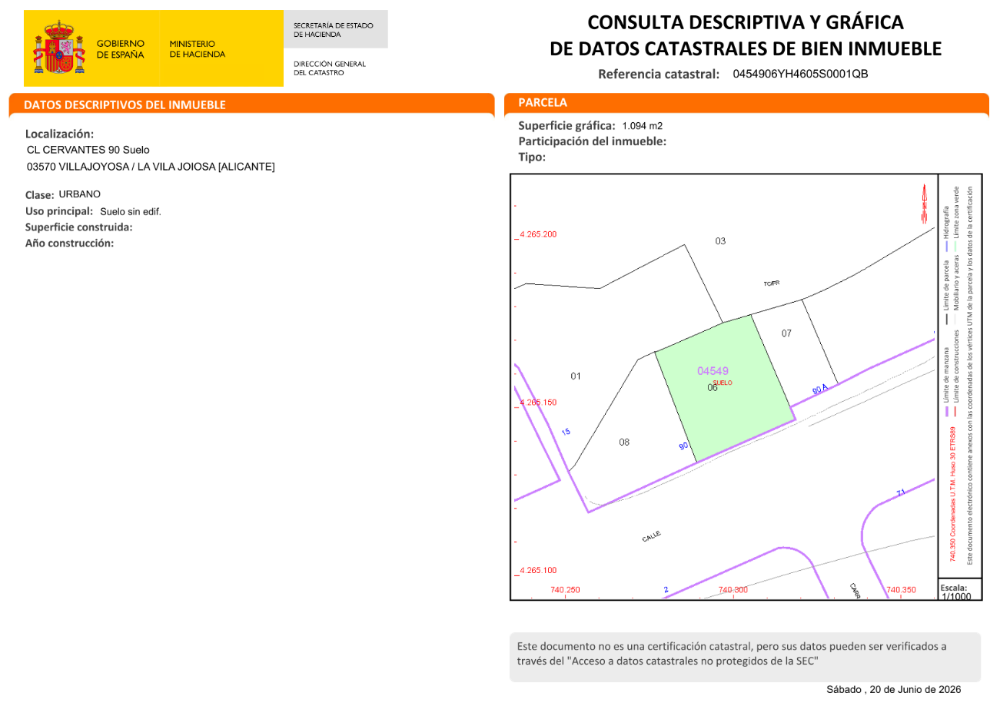 GOBIERNO
DE ESPAÑA
MINISTERIO
DE HACIENDA
SECRETARÍA DE ESTADO
DE HACIENDA
DIRECCIÓN GENERAL
DEL CATASTRO
CONSULTA DESCRIPTIVA Y GRÁFICA
DE DATOS CATASTRALES DE BIEN INMUEBLE
Referencia catastral: 0454906YH4605S0001QB
DATOS DESCRIPTIVOS DEL INMUEBLE
Localización:
CL CERVANTES 90 Suelo
03570 VILLAJOYOSA / LA VILA JOIOSA [ALICANTE]
Clase: URBANO
Uso principal: Suelo sin edif.
Superficie construida:
Año construcción:
PARCELA
Superficie gráfica: 1.094 m2
Participación del inmueble:
Tipo:
4.265.200
03
TC/FR
07
04549
SUELO
06
01
90 A
4.265.150
15
08
90
Z1
CALLE
4.265.100
740.250
2
740.300
CARR
740.350
Límite de manzana
Límite de parcela
Hidrografía
Límite de construcciones
Mobiliario y aceras
Límite zona verde
740.350 Coordenadas U.T.M. Huso 30 ETRS89
Este documento electrónico contiene anexos con las coordenadas de los vértices UTM de la parcela y los datos de la certificación
Escala:
1/1000
Este documento no es una certificación catastral, pero sus datos pueden ser verificados a
través del "Acceso a datos catastrales no protegidos de la SEC"
Sábado , 20 de Junio de 2026